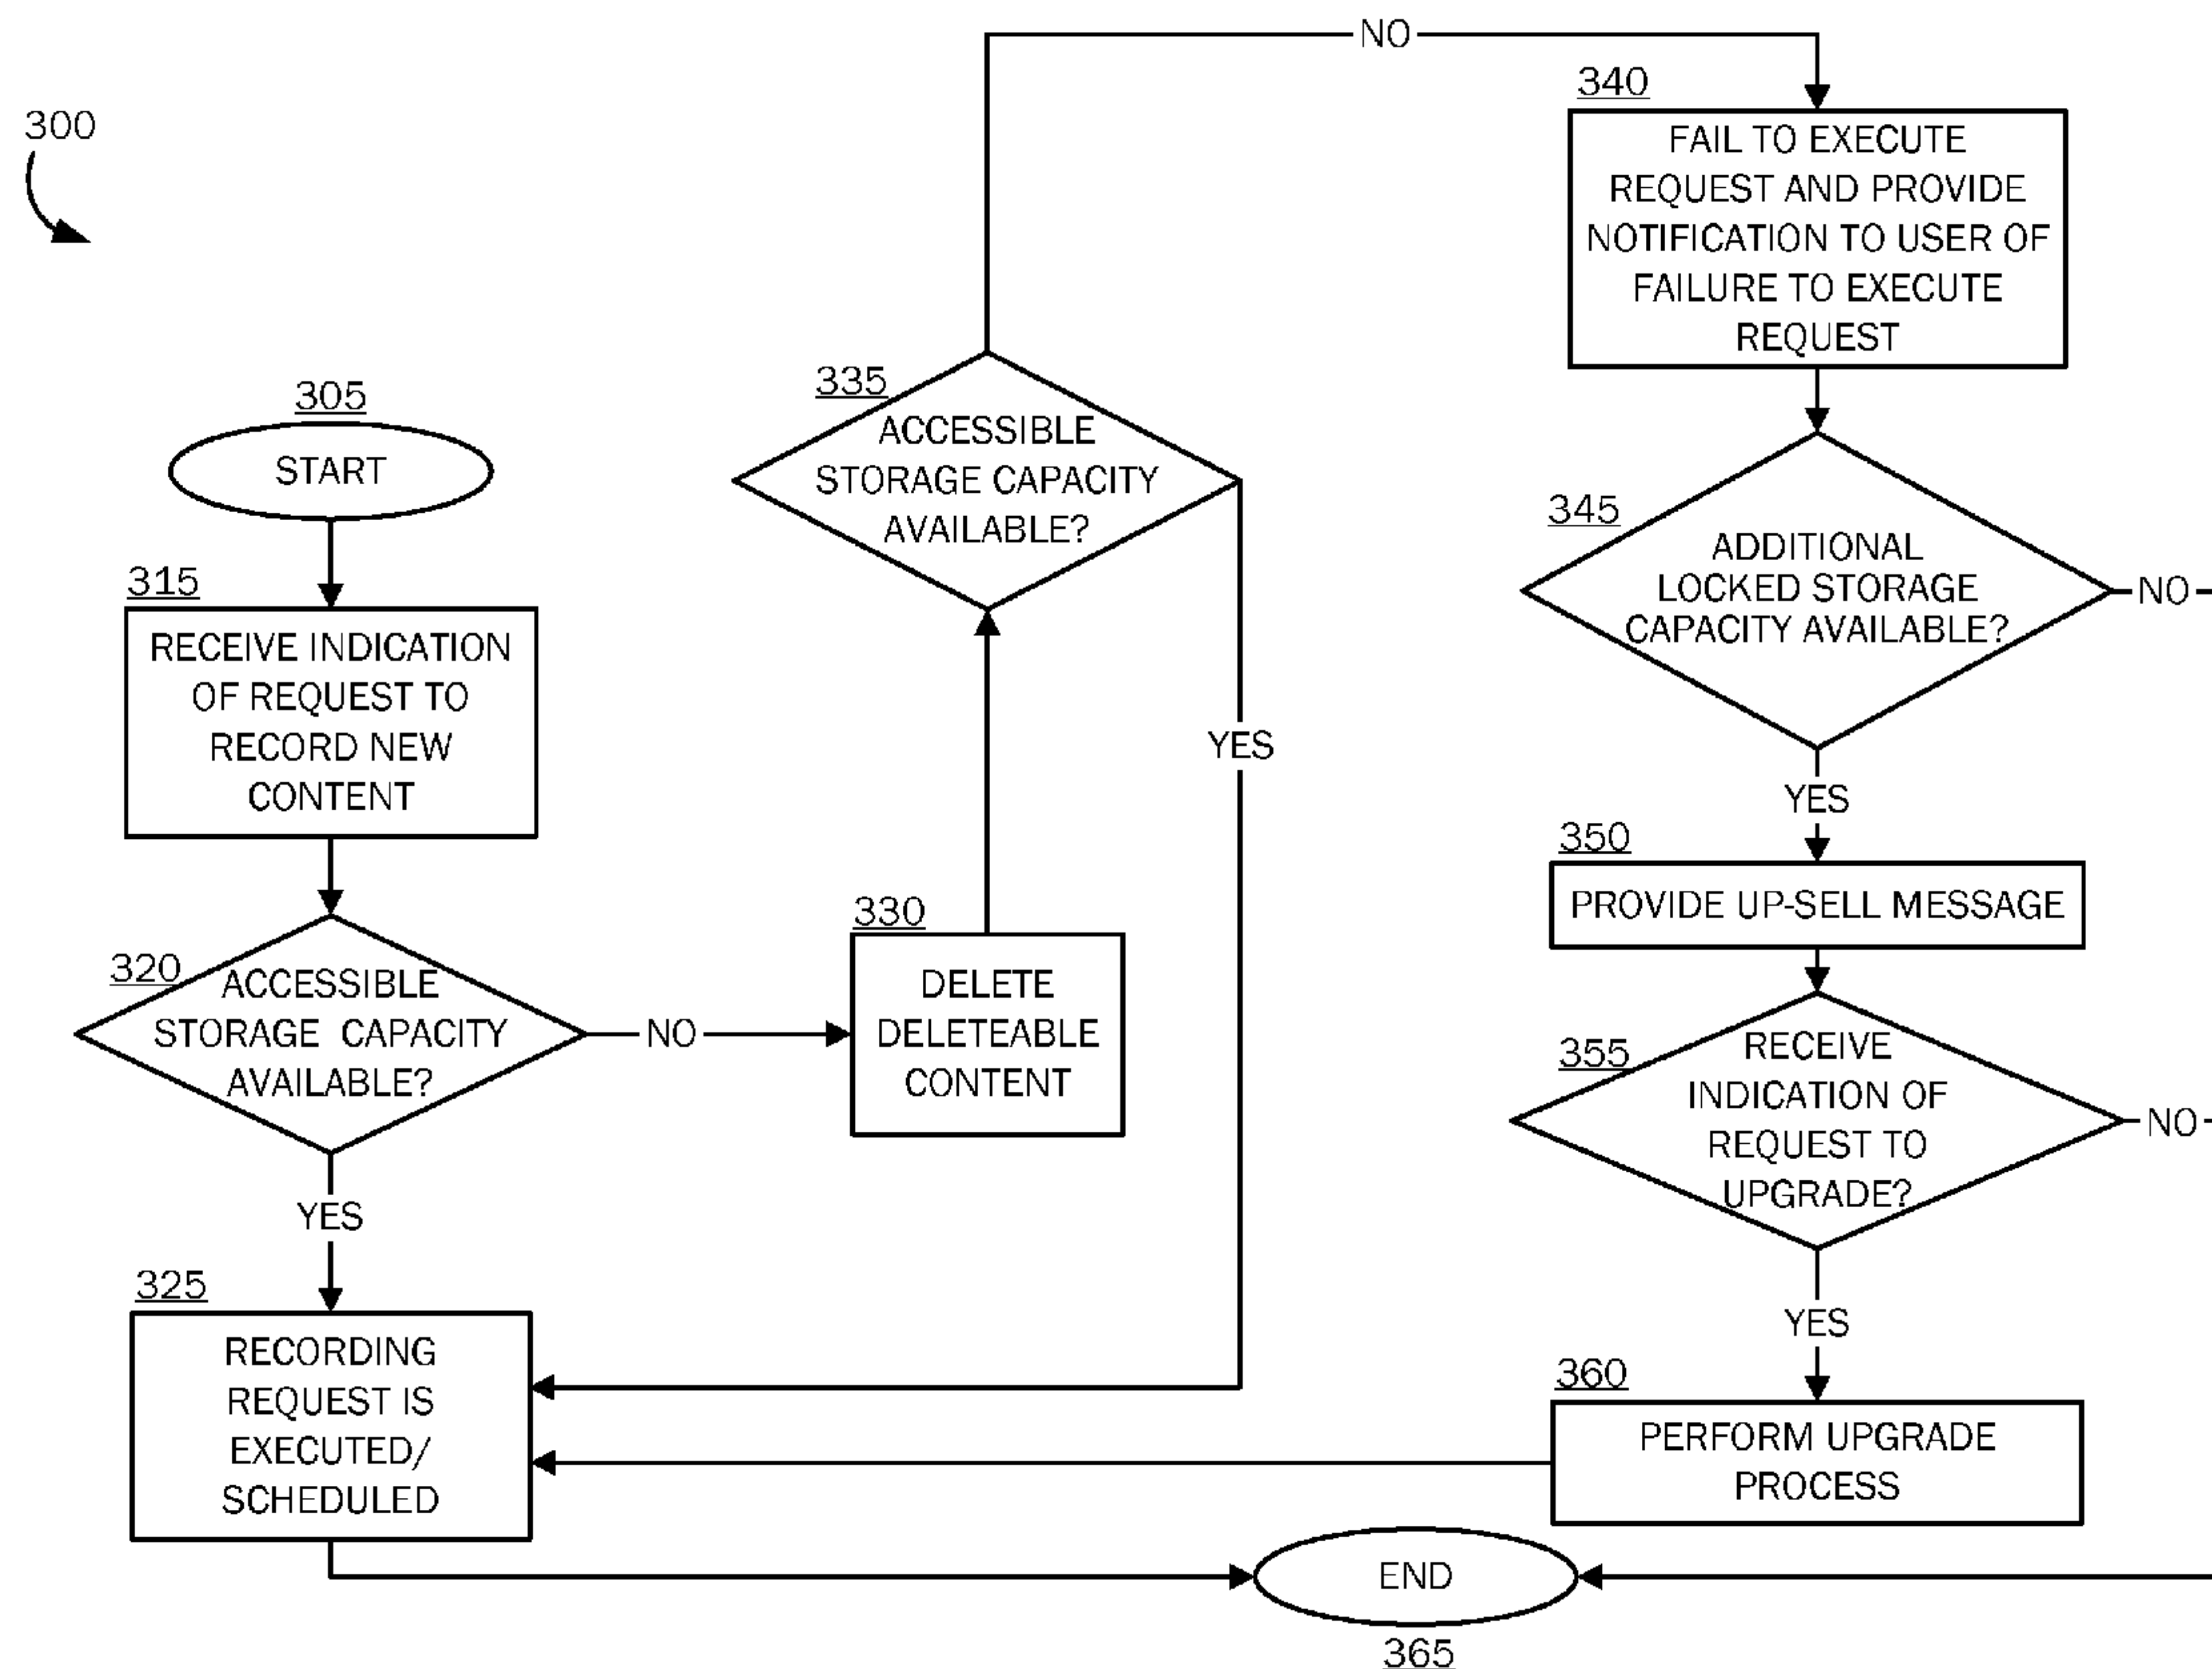 300
305
START
315
RECEIVE INDICATION
OF REQUEST TO
RECORD NEW
CONTENT
320
ACCESSIBLE
STORAGE CAPACITY
AVAILABLE?
NO
YES
325
RECORDING
REQUEST IS
EXECUTED/
SCHEDULED
330
DELETE
DELETEABLE
CONTENT
335
ACCESSIBLE
STORAGE CAPACITY
AVAILABLE?
YES
NO
340
FAIL TO EXECUTE
REQUEST AND PROVIDE
NOTIFICATION TO USER OF
FAILURE TO EXECUTE
REQUEST
345
ADDITIONAL
LOCKED STORAGE
CAPACITY AVAILABLE?
NO
YES
350
PROVIDE UP-SELL MESSAGE
355
RECEIVE
INDICATION OF
REQUEST TO
UPGRADE?
NO
YES
360
PERFORM UPGRADE
PROCESS
END
365